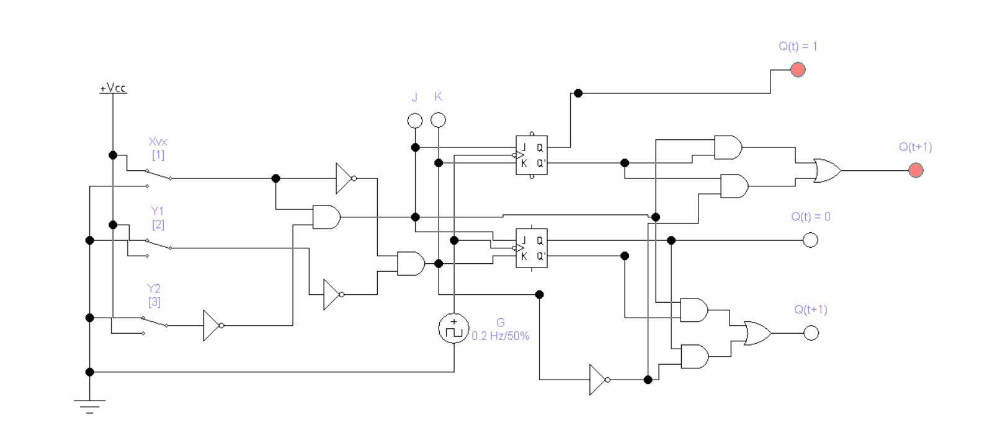 Q(t) = 1
+Vcc
J K
Xvx
[1]
J Q
K Q'
Q(t+1)
Y1
[2]
Q(t) = 0
J Q
K Q'
Y2
[3]
Q(t+1)
+
G
0.2 Hz/50%